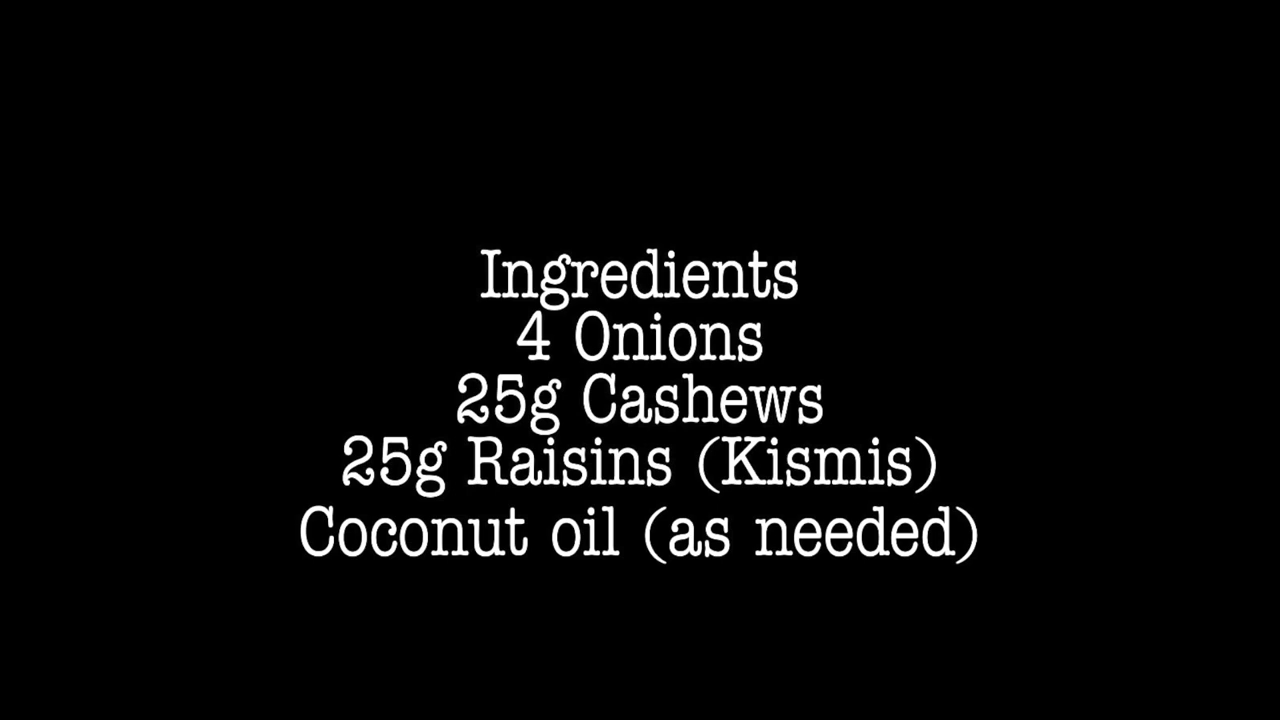 Ingredients
4 Onions
25g Cashews
25g Raisins (Kismis)
Coconut oil (as needed)